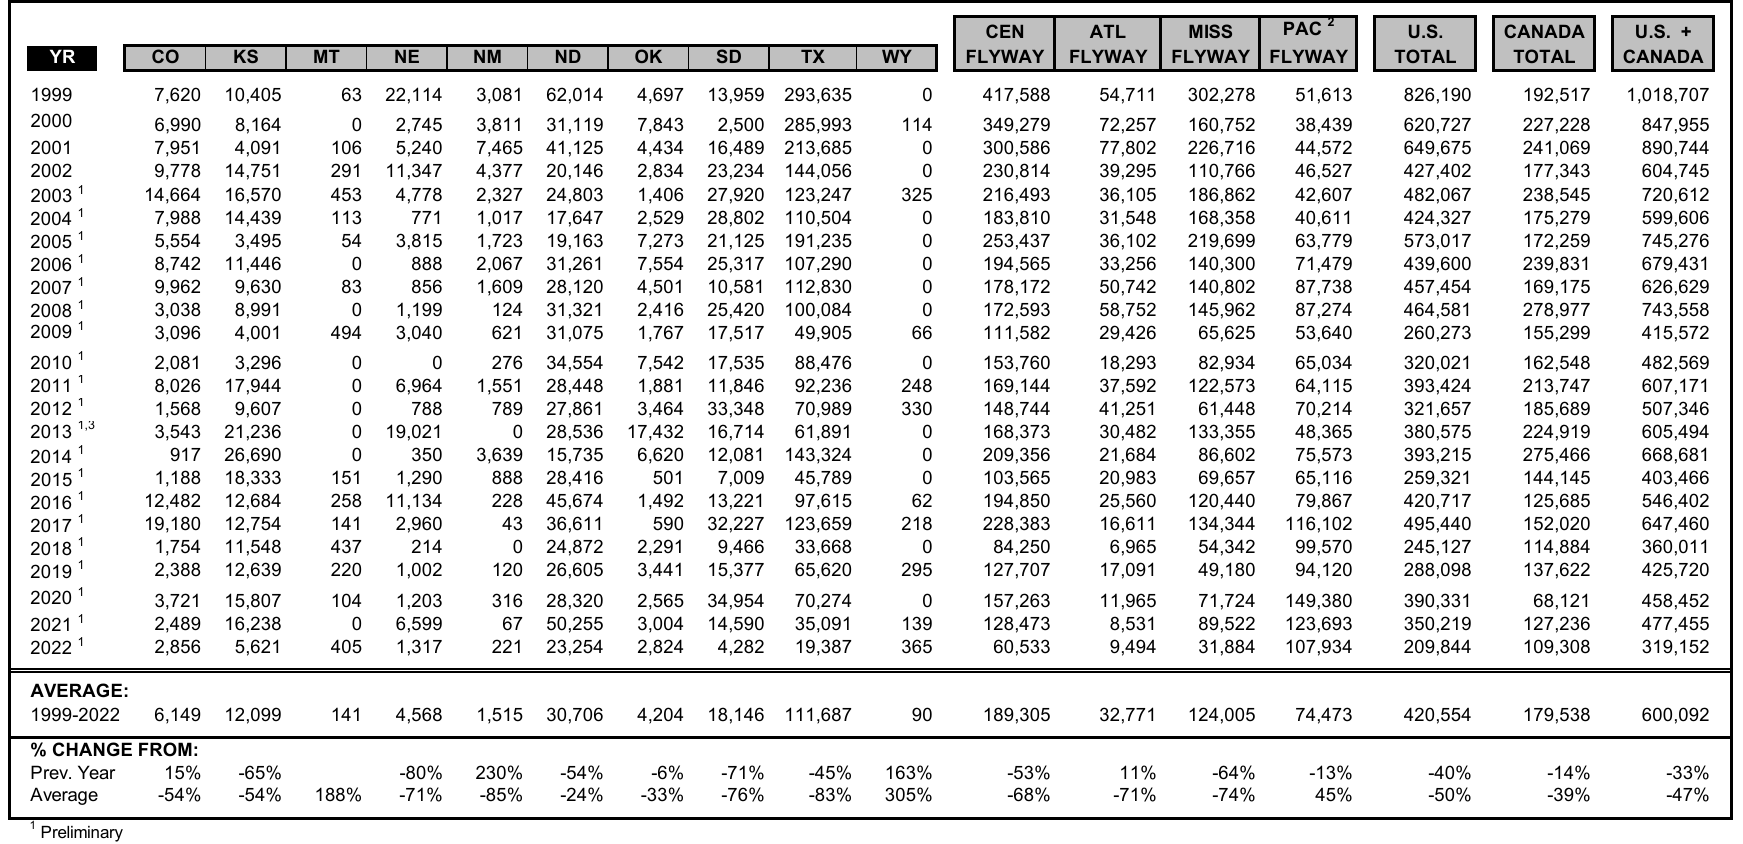 CEN ATL MISS PAC ² U.S. CANADA U.S. +
YR CO KS MT NE NM ND OK SD TX WY FLYWAY FLYWAY FLYWAY FLYWAY TOTAL TOTAL CANADA
1999 7,620 10,405 63 22,114 3,081 62,014 4,697 13,959 293,635 0 417,588 54,711 302,278 51,613 826,190 192,517 1,018,707
2000 6,990 8,164 0 2,745 3,811 31,119 7,843 2,500 285,993 114 349,279 72,257 160,752 38,439 620,727 227,228 847,955
2001 7,951 4,091 106 5,240 7,465 41,125 4,434 16,489 213,685 0 300,586 77,802 226,716 44,572 649,675 241,069 890,744
2002 9,778 14,751 291 11,347 4,377 20,146 2,834 23,234 144,056 0 230,814 39,295 110,766 46,527 427,402 177,343 604,745
2003 ¹ 14,664 16,570 453 4,778 2,327 24,803 1,406 27,920 123,247 325 216,493 36,105 186,862 42,607 482,067 238,545 720,612
2004 ¹ 7,988 14,439 113 771 1,017 17,647 2,529 28,802 110,504 0 183,810 31,548 168,358 40,611 424,327 175,279 599,606
2005 ¹ 5,554 3,495 54 3,815 1,723 19,163 7,273 21,125 191,235 0 253,437 36,102 219,699 63,779 573,017 172,259 745,276
2006 ¹ 8,742 11,446 0 888 2,067 31,261 7,554 25,317 107,290 0 194,565 33,256 140,300 71,479 439,600 239,831 679,431
2007 ¹ 9,962 9,630 83 856 1,609 28,120 4,501 10,581 112,830 0 178,172 50,742 140,802 87,738 457,454 169,175 626,629
2008 ¹ 3,038 8,991 0 1,199 124 31,321 2,416 25,420 100,084 0 172,593 58,752 145,962 87,274 464,581 278,977 743,558
2009 ¹ 3,096 4,001 494 3,040 621 31,075 1,767 17,517 49,905 66 111,582 29,426 65,625 53,640 260,273 155,299 415,572
2010 ¹ 2,081 3,296 0 0 276 34,554 7,542 17,535 88,476 0 153,760 18,293 82,934 65,034 320,021 162,548 482,569
2011 ¹ 8,026 17,944 0 6,964 1,551 28,448 1,881 11,846 92,236 248 169,144 37,592 122,573 64,115 393,424 213,747 607,171
2012 ¹ 1,568 9,607 0 788 789 27,861 3,464 33,348 70,989 330 148,744 41,251 61,448 70,214 321,657 185,689 507,346
2013 ¹,³ 3,543 21,236 0 19,021 0 28,536 17,432 16,714 61,891 0 168,373 30,482 133,355 48,365 380,575 224,919 605,494
2014 ¹ 917 26,690 0 350 3,639 15,735 6,620 12,081 143,324 0 209,356 21,684 86,602 75,573 393,215 275,466 668,681
2015 ¹ 1,188 18,333 151 1,290 888 28,416 501 7,009 45,789 0 103,565 20,983 69,657 65,116 259,321 144,145 403,466
2016 ¹ 12,482 12,684 258 11,134 228 45,674 1,492 13,221 97,615 62 194,850 25,560 120,440 79,867 420,717 125,685 546,402
2017 ¹ 19,180 12,754 141 2,960 43 36,611 590 32,227 123,659 218 228,383 16,611 134,344 116,102 495,440 152,020 647,460
2018 ¹ 1,754 11,548 437 214 0 24,872 2,291 9,466 33,668 0 84,250 6,965 54,342 99,570 245,127 114,884 360,011
2019 ¹ 2,388 12,639 220 1,002 120 26,605 3,441 15,377 65,620 295 127,707 17,091 49,180 94,120 288,098 137,622 425,720
2020 ¹ 3,721 15,807 104 1,203 316 28,320 2,565 34,954 70,274 0 157,263 11,965 71,724 149,380 390,331 68,121 458,452
2021 ¹ 2,489 16,238 0 6,599 67 50,255 3,004 14,590 35,091 139 128,473 8,531 89,522 123,693 350,219 127,236 477,455
2022 ¹ 2,856 5,621 405 1,317 221 23,254 2,824 4,282 19,387 365 60,533 9,494 31,884 107,934 209,844 109,308 319,152
AVERAGE:
1999-2022 6,149 12,099 141 4,568 1,515 30,706 4,204 18,146 111,687 90 189,305 32,771 124,005 74,473 420,554 179,538 600,092
% CHANGE FROM:
Prev. Year 15% -65% -80% 230% -54% -6% -71% -45% 163% -53% 11% -64% -13% -40% -14% -33%
Average -54% -54% 188% -71% -85% -24% -33% -76% -83% 305% -68% -71% -74% 45% -50% -39% -47%
¹ Preliminary